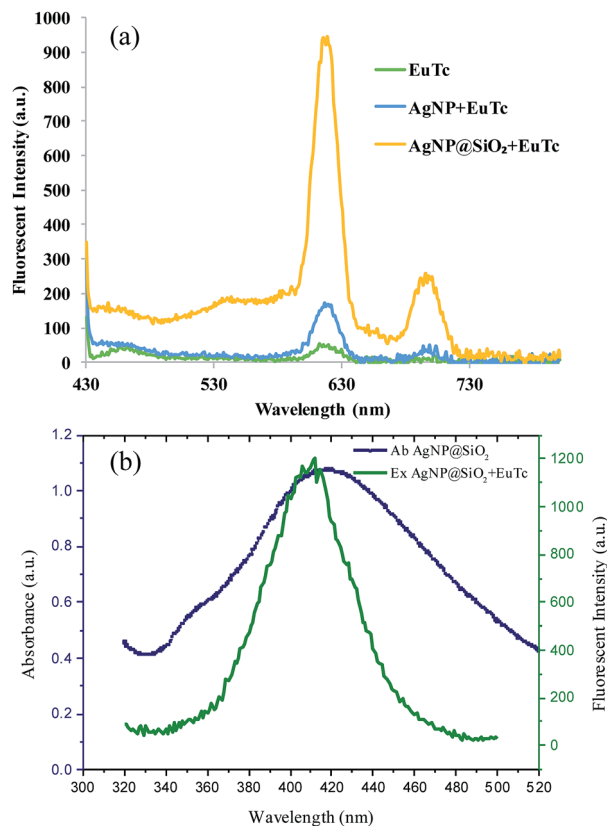 (a)
1000
900
800
700
600
500
400
300
200
100
0
Fluorescent Intensity (a.u.)
EuTc
AgNP+EuTc
AgNP@SiO₂+EuTc
430 530 630 730
Wavelength (nm)
(b)
1.2
1.0
0.8
0.6
0.4
0.2
0.0
Absorbance (a.u.)
Ab AgNP@SiO₂
Ex AgNP@SiO₂+EuTc
1200
1000
800
600
400
200
0
Fluorescent Intensity (a.u.)
300 320 340 360 380 400 420 440 460 480 500 520
Wavelength (nm)